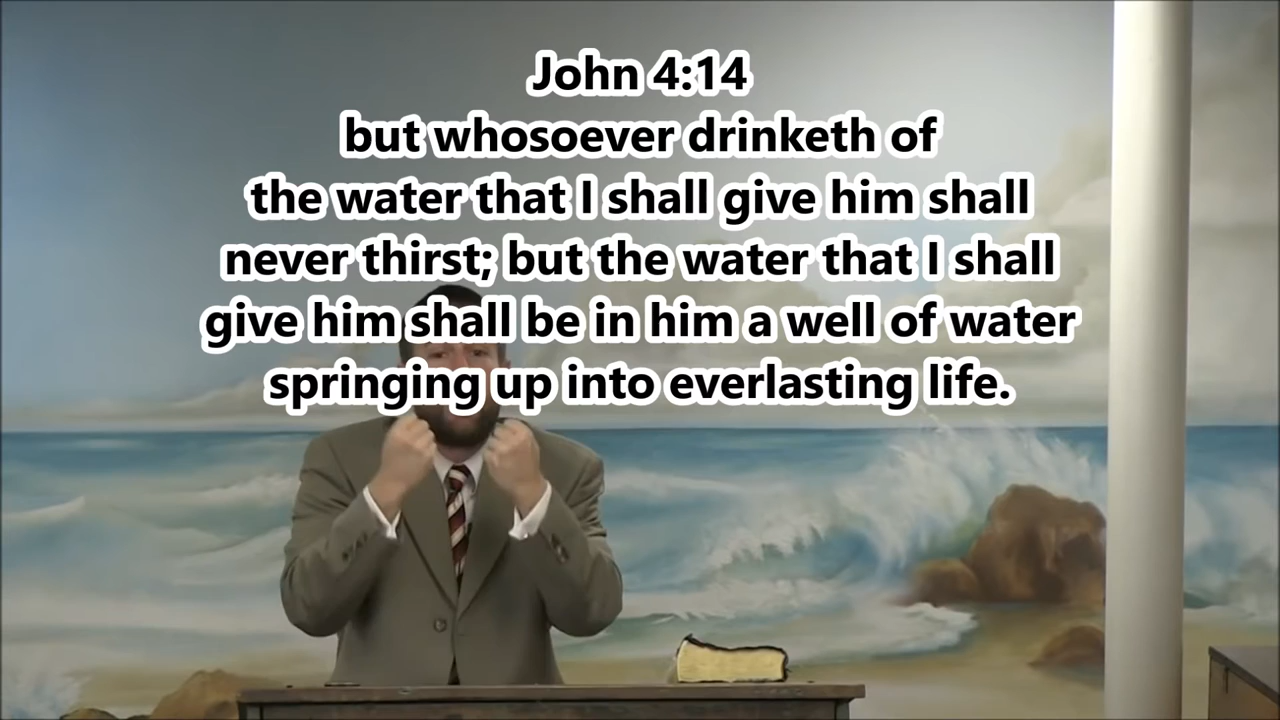 John 4:14
but whosoever drinketh of
the water that I shall give him shall
never thirst; but the water that I shall
give him shall be in him a well of water
springing up into everlasting life.